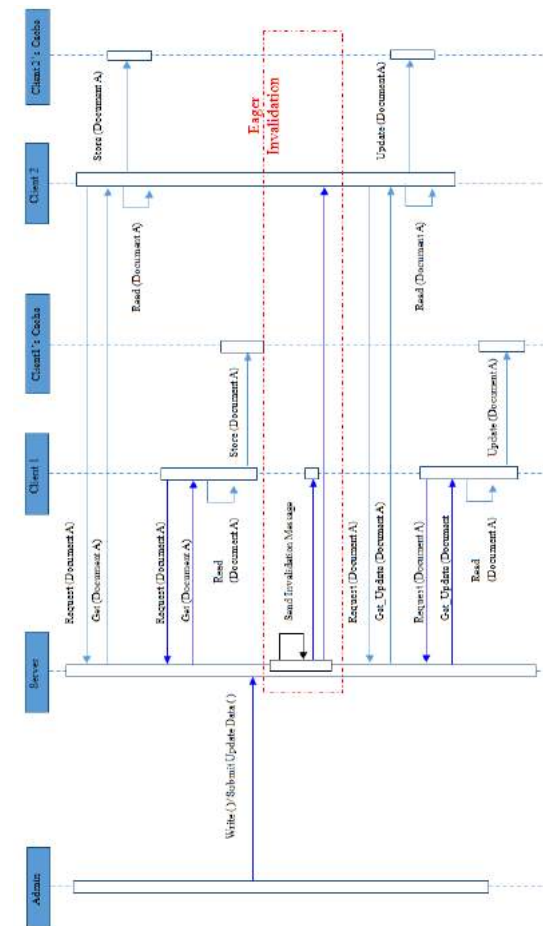 Admin
Server
Client 1
Client1's Cache
Client 2
Client 2's Cache
Request (Document A)
Get (Document A)
Store (Document A)
Read (Document A)
Request (Document A)
Get (Document A)
Read
(Document A)
Store (Document A)
Write ( )/Submit Update Data ( )
Eager
Invalidation
Send Invalidation Message
Request (Document A)
Get_Update (Document A)
Update (Document A)
Read (Document A)
Request (Document A)
Get_Update (Document
Read
(Document A)
Update (Document A)